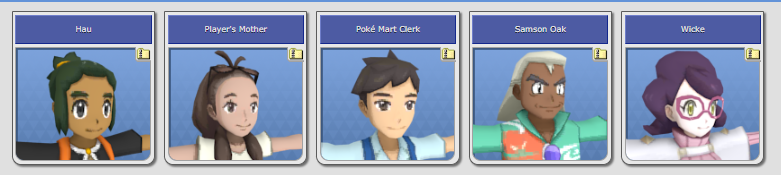 Hau
Player's Mother
Poké Mart Clerk
Samson Oak
Wicke